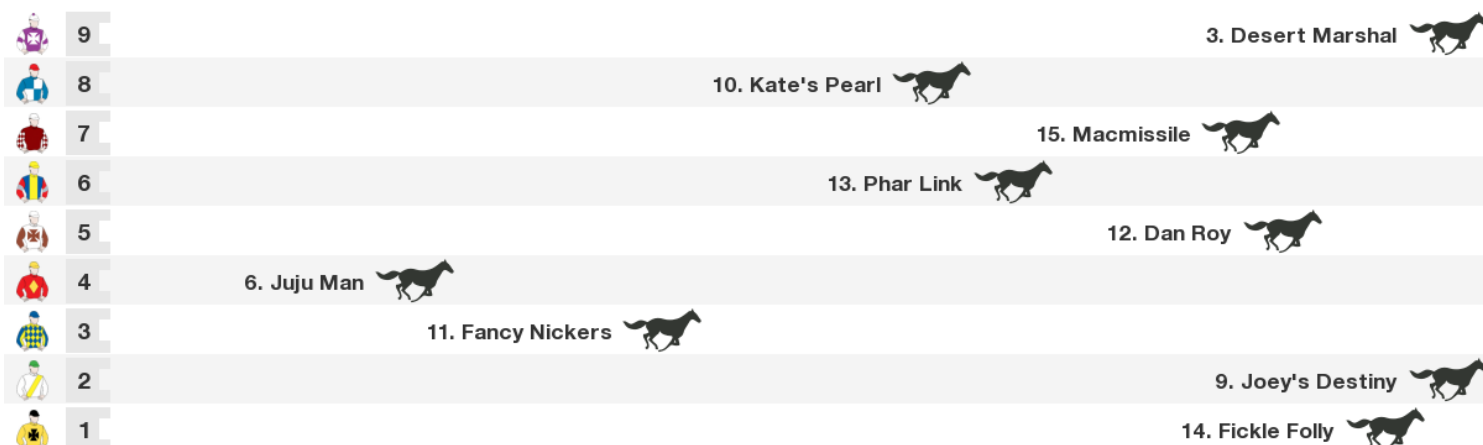 9 3. Desert Marshal
8 10. Kate's Pearl
7 15. Macmissile
6 13. Phar Link
5 12. Dan Roy
4 6. Juju Man
3 11. Fancy Nickers
2 9. Joey's Destiny
1 14. Fickle Folly